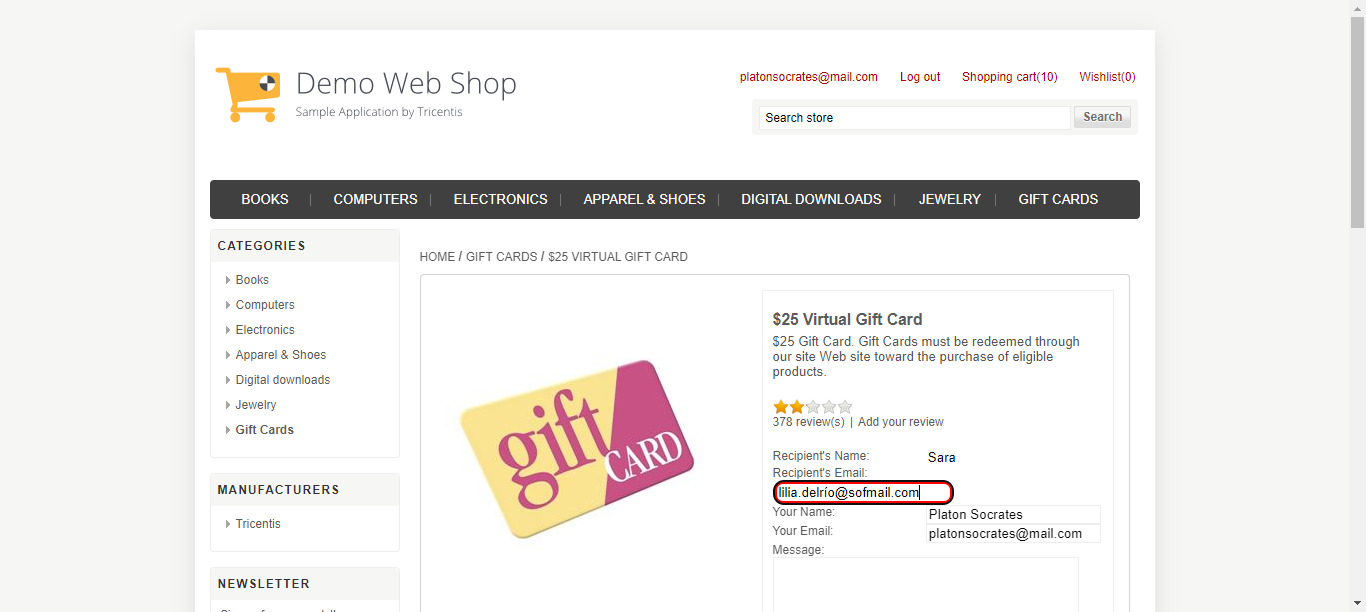 Demo Web Shop
Sample Application by Tricentis
platonsocrates@mail.com Log out Shopping cart(10) Wishlist(0)
Search store Search
BOOKS | COMPUTERS | ELECTRONICS | APPAREL & SHOES | DIGITAL DOWNLOADS | JEWELRY | GIFT CARDS
CATEGORIES
Books
Computers
Electronics
Apparel & Shoes
Digital downloads
Jewelry
Gift Cards
MANUFACTURERS
Tricentis
NEWSLETTER
HOME / GIFT CARDS / $25 VIRTUAL GIFT CARD
gift
CARD
$25 Virtual Gift Card
$25 Gift Card. Gift Cards must be redeemed through
our site Web site toward the purchase of eligible
products.
378 review(s) | Add your review
Recipient's Name: Sara
Recipient's Email:
lilia.delrío@sofmail.com
Your Name: Platon Socrates
Your Email: platonsocrates@mail.com
Message: